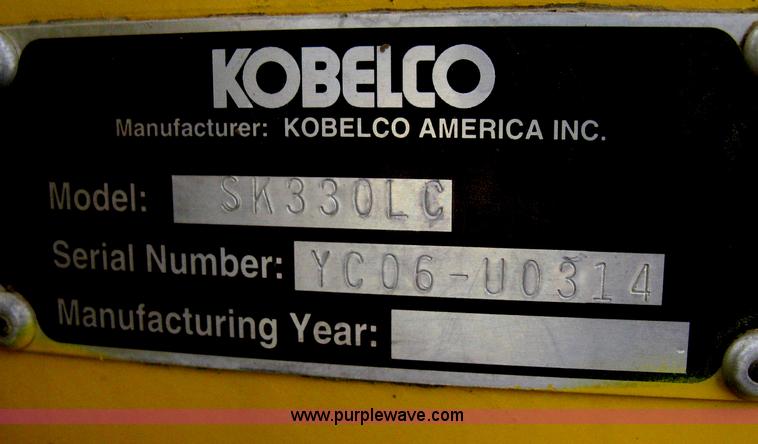 KOBELCO
Manufacturer: KOBELCO AMERICA INC.
Model: SK330LC
Serial Number: YC06-U0314
Manufacturing Year:
www.purplewave.com